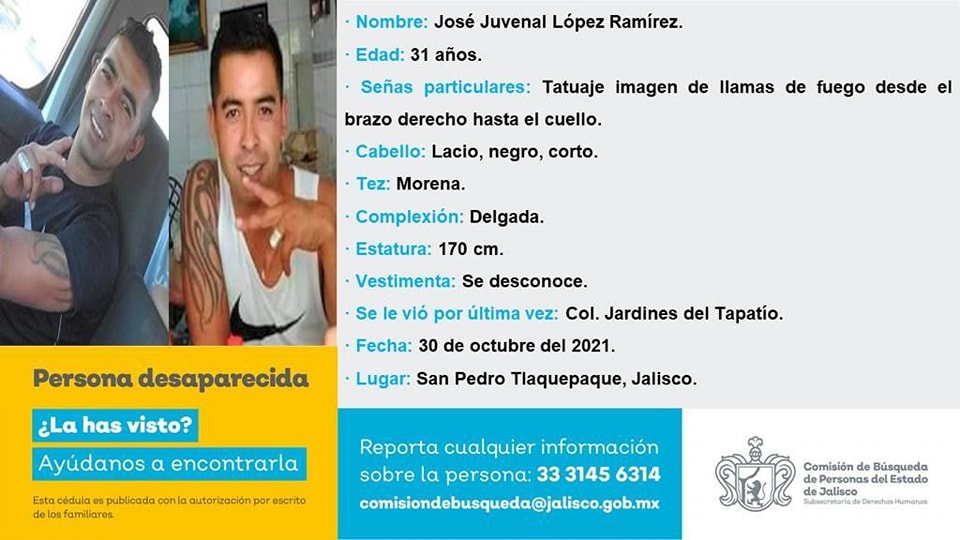 · Nombre: José Juvenal López Ramírez.
· Edad: 31 años.
· Señas particulares: Tatuaje imagen de llamas de fuego desde el
brazo derecho hasta el cuello.
· Cabello: Lacio, negro, corto.
· Tez: Morena.
· Complexión: Delgada.
· Estatura: 170 cm.
· Vestimenta: Se desconoce.
· Se le vió por última vez: Col. Jardines del Tapatío.
· Fecha: 30 de octubre del 2021.
· Lugar: San Pedro Tlaquepaque, Jalisco.
Persona desaparecida
¿La has visto?
Ayúdanos a encontrarla
Esta cédula es publicada con la autorización por escrito
de los familiares.
Reporta cualquier información
sobre la persona: 33 3145 6314
comisiondebusqueda@jalisco.gob.mx
Comisión de Búsqueda
de Personas del Estado
de Jalisco
Subsecretaría de Derechos Humanos